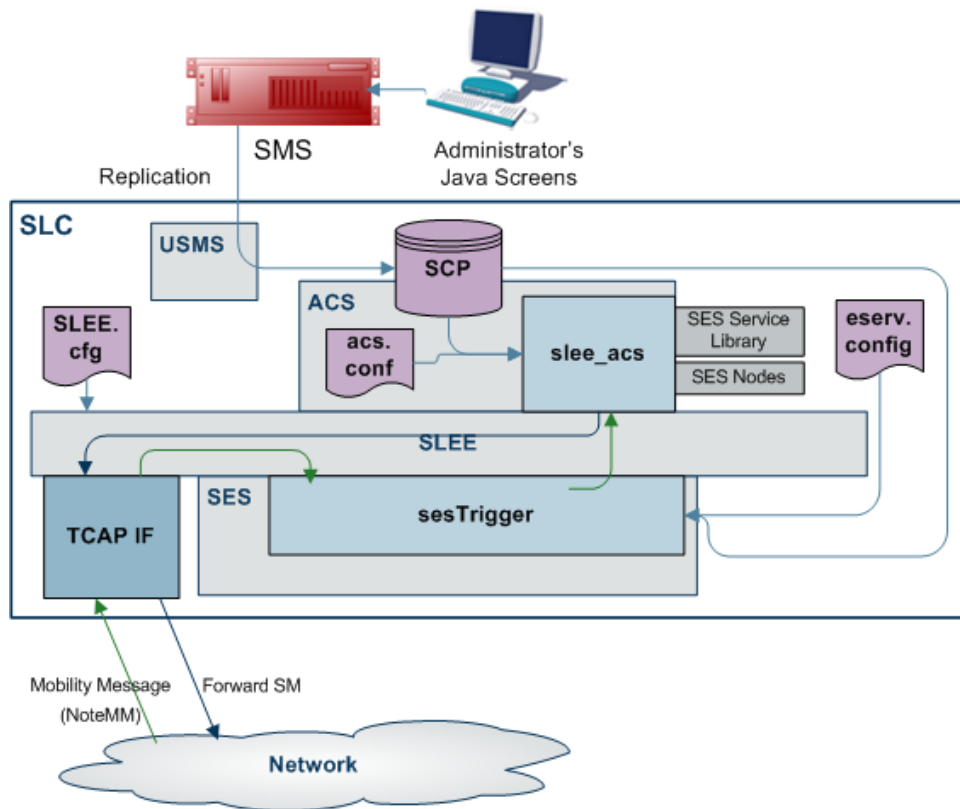 SMS
Administrator's
Java Screens
Replication
SLC
USMS
SCP
ACS
SLEE.
cfg
acs.
conf
slee_acs
SES Service
Library
SES Nodes
eserv.
config
SLEE
SES
sesTrigger
TCAP IF
Mobility Message
(NoteMM)
Forward SM
Network